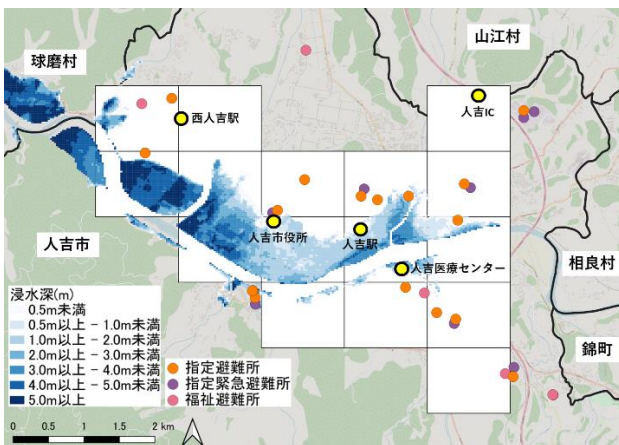 山江村
球磨村
人吉IC
西人吉駅
人吉市役所
人吉駅
人吉市
人吉医療センター
相良村
錦町
浸水深(m)
0.5m未満
0.5m以上 - 1.0m未満
1.0m以上 - 2.0m未満
2.0m以上 - 3.0m未満
3.0m以上 - 4.0m未満
4.0m以上 - 5.0m未満
5.0m以上
指定避難所
指定緊急避難所
福祉避難所
0 0.5 1 1.5 2 km